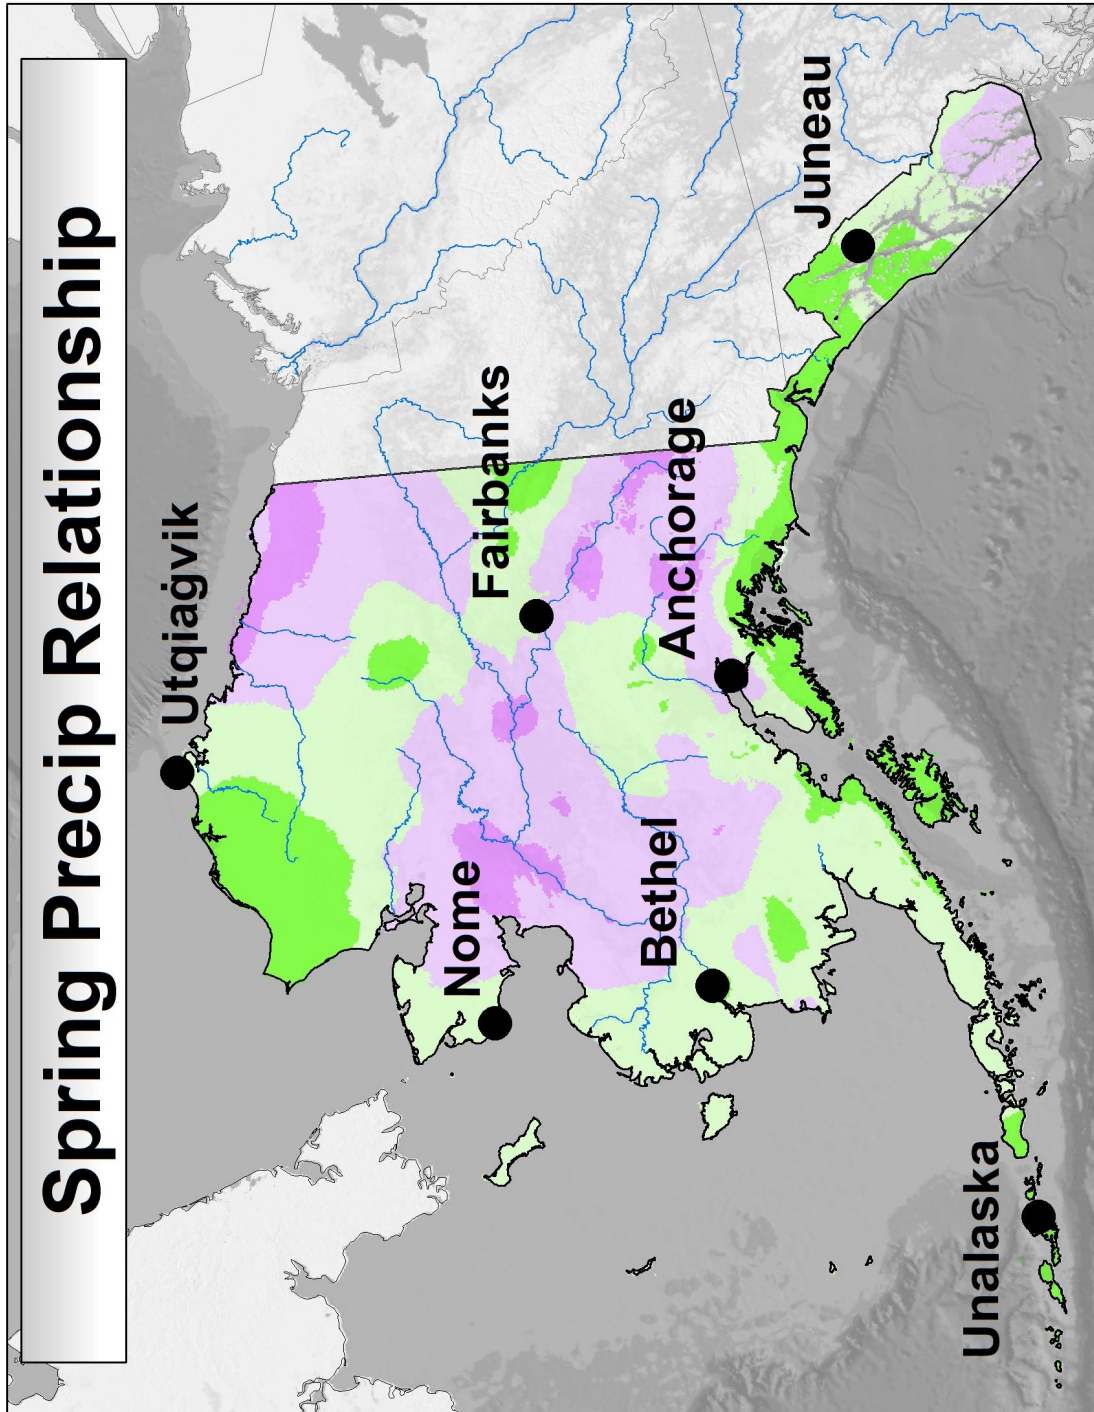 Spring Precip Relationship
Utqiaġvik
Fairbanks
Nome
Anchorage
Juneau
Bethel
Unalaska